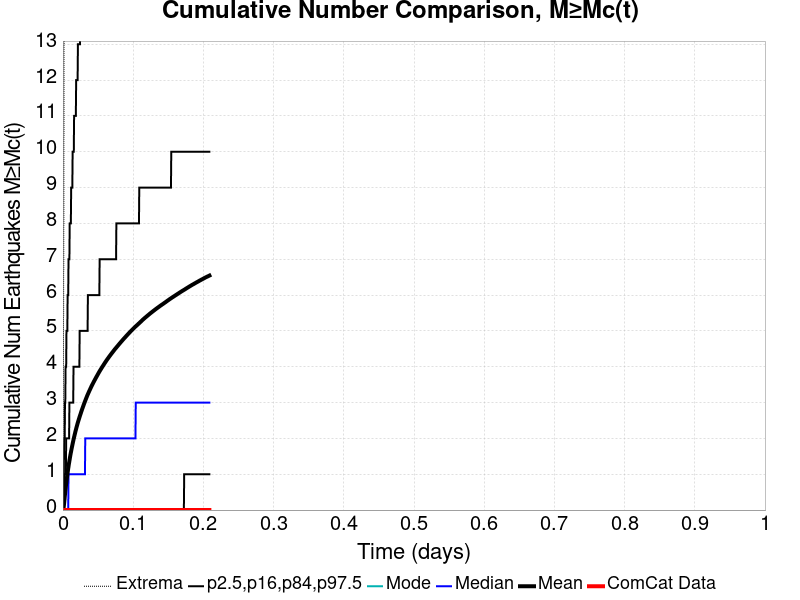 Cumulative Number Comparison, M≥Mc(t)
Cumulative Num Earthquakes M≥Mc(t)
13
12
11
10
9
8
7
6
5
4
3
2
1
0
0 0.1 0.2 0.3 0.4 0.5 0.6 0.7 0.8 0.9 1
Time (days)
Extrema p2.5,p16,p84,p97.5 Mode Median Mean ComCat Data